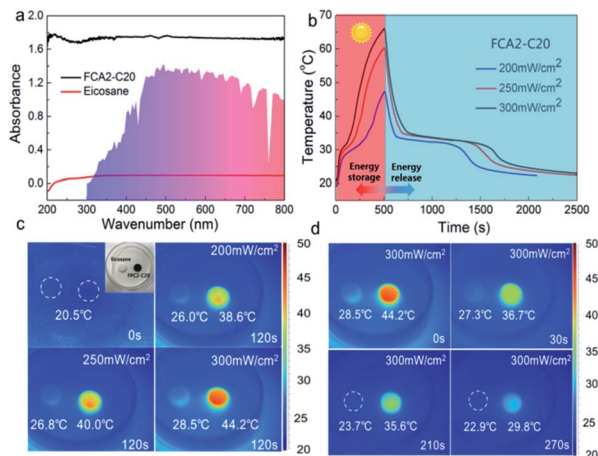 a
1.8
1.2
0.6
0.0
Absorbance
FCA2-C20
Eicosane
200 300 400 500 600 700 800
Wavenumber (nm)
b
70
60
50
40
30
20
Temperature (°C)
FCA2-C20
200mW/cm²
250mW/cm²
300mW/cm²
Energy storage
Energy release
0 500 1000 1500 2000 2500
Time (s)
c
Eicosane
FPC2-C20
20.5℃
0s
200mW/cm²
26.0℃ 38.6℃
120s
250mW/cm²
26.8℃ 40.0℃
120s
300mW/cm²
28.5℃ 44.2℃
120s
50
45
40
35
30
25
20
d
300mW/cm²
28.5℃ 44.2℃
0s
300mW/cm²
27.3℃ 36.7℃
30s
300mW/cm²
23.7℃ 35.6℃
210s
300mW/cm²
22.9℃ 29.8℃
270s
50
45
40
35
30
25
20